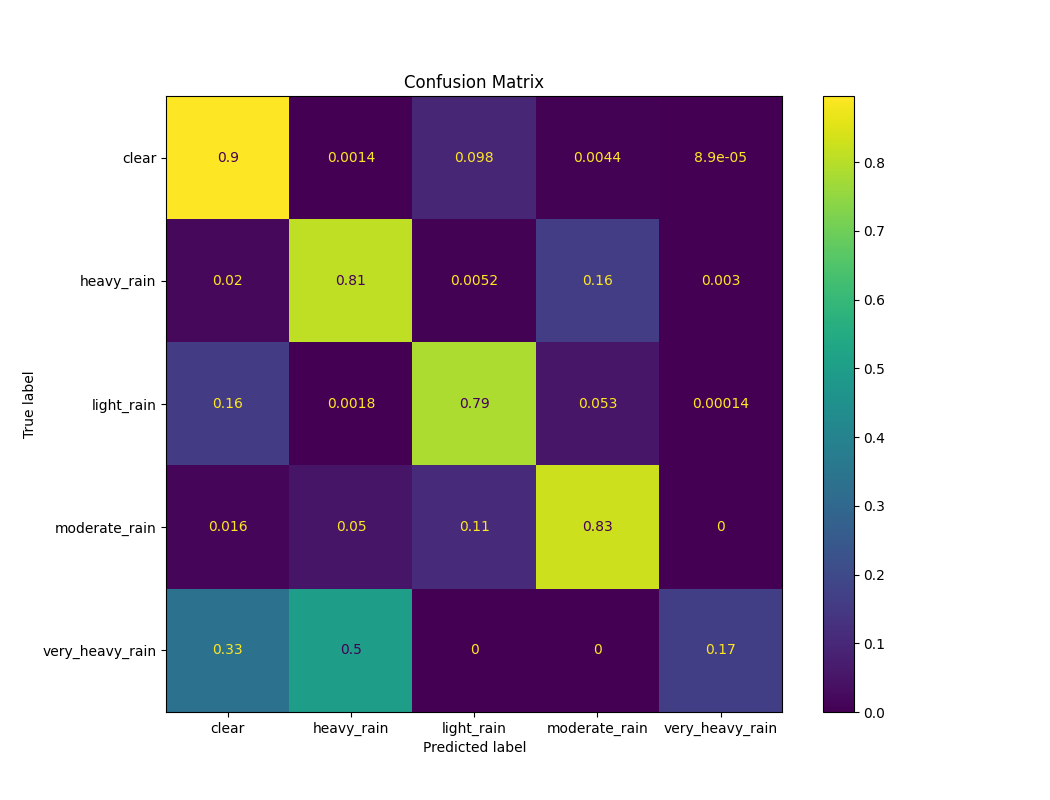 Confusion Matrix
clear 0.9 0.0014 0.098 0.0044 8.9e-05
heavy_rain 0.02 0.81 0.0052 0.16 0.003
light_rain 0.16 0.0018 0.79 0.053 0.00014
moderate_rain 0.016 0.05 0.11 0.83 0
very_heavy_rain 0.33 0.5 0 0 0.17
clear heavy_rain light_rain moderate_rain very_heavy_rain
Predicted label
True label
0.8
0.7
0.6
0.5
0.4
0.3
0.2
0.1
0.0